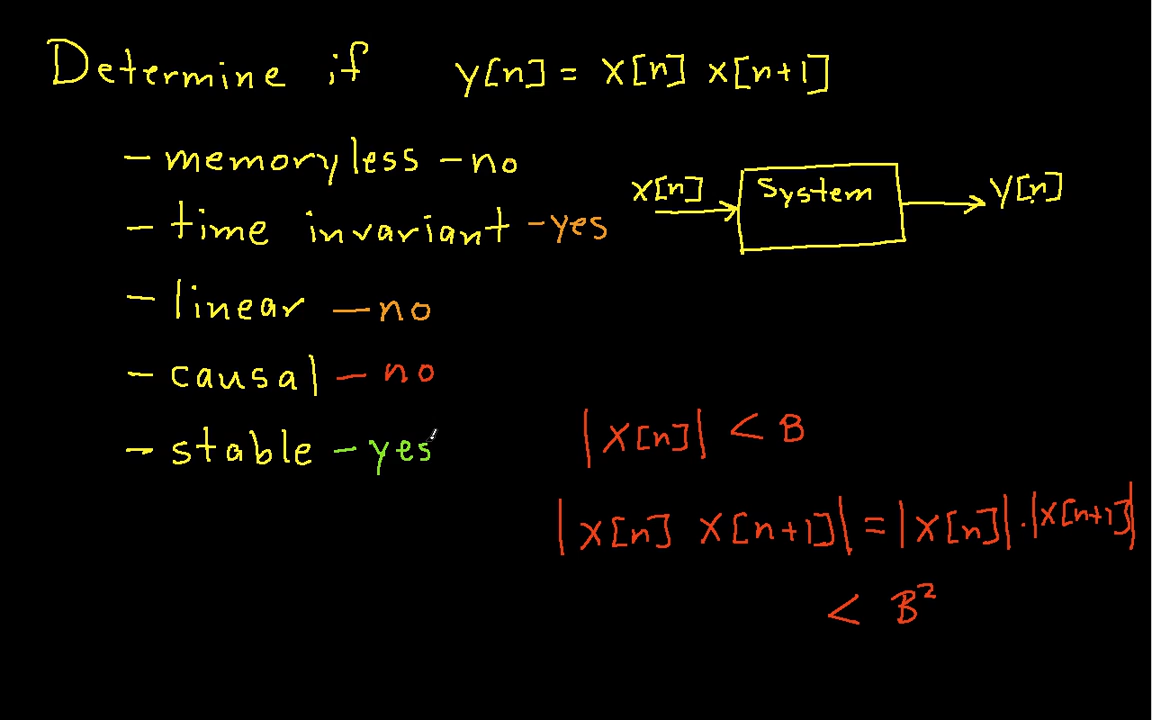 Determine if y[n] = x[n] x[n+1]
- memoryless - no
x[n] System y[n]
- time invariant - yes
- linear - no
- causal - no
|x[n]| < B
- stable - yes
|x[n] x[n+1]| = |x[n]| · |x[n+1]|
< B²